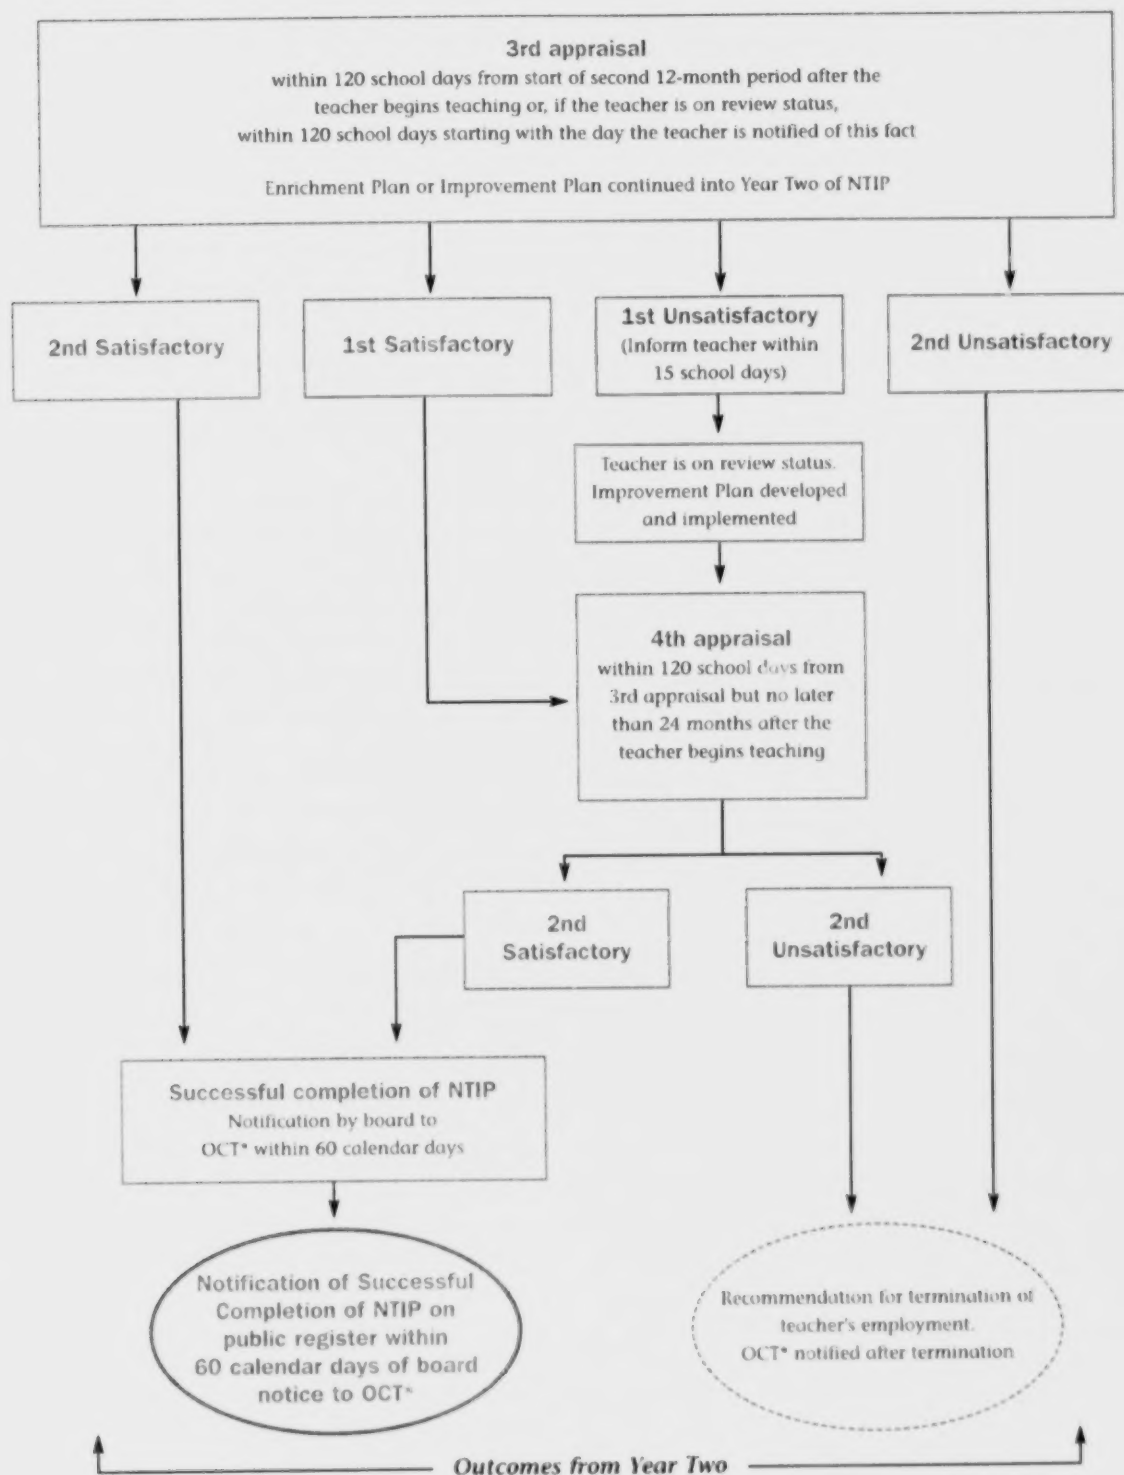 3rd appraisal
within 120 school days from start of second 12-month period after the
teacher begins teaching or, if the teacher is on review status,
within 120 school days starting with the day the teacher is notified of this fact
Enrichment Plan or Improvement Plan continued into Year Two of NTIP
2nd Satisfactory
1st Satisfactory
1st Unsatisfactory
(Inform teacher within
15 school days)
2nd Unsatisfactory
Teacher is on review status.
Improvement Plan developed
and implemented
4th appraisal
within 120 school days from
3rd appraisal but no later
than 24 months after the
teacher begins teaching
2nd
Satisfactory
2nd
Unsatisfactory
Successful completion of NTIP
Notification by board to
OCT* within 60 calendar days
Notification of Successful
Completion of NTIP on
public register within
60 calendar days of board
notice to OCT*
Recommendation for termination of
teacher's employment.
OCT* notified after termination
Outcomes from Year Two